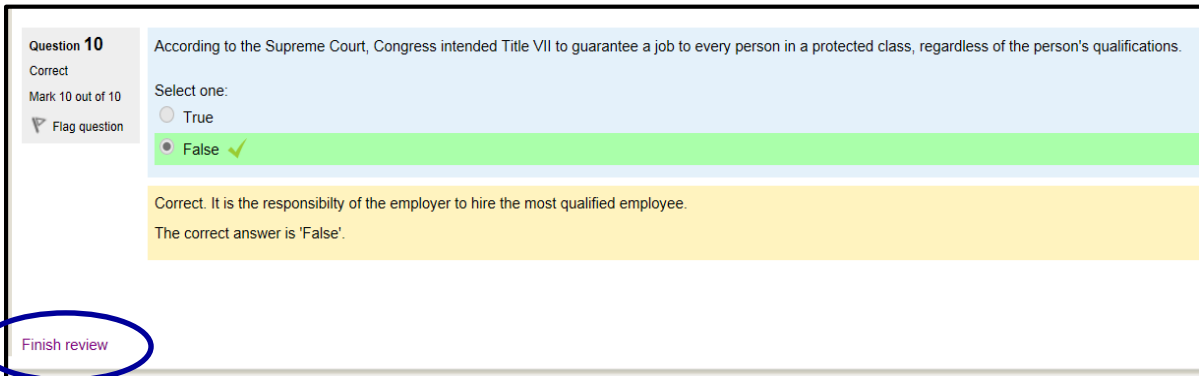 Question 10
Correct
Mark 10 out of 10
Flag question
According to the Supreme Court, Congress intended Title VII to guarantee a job to every person in a protected class, regardless of the person's qualifications.
Select one:
True
False
Correct. It is the responsibilty of the employer to hire the most qualified employee.
The correct answer is 'False'.
Finish review